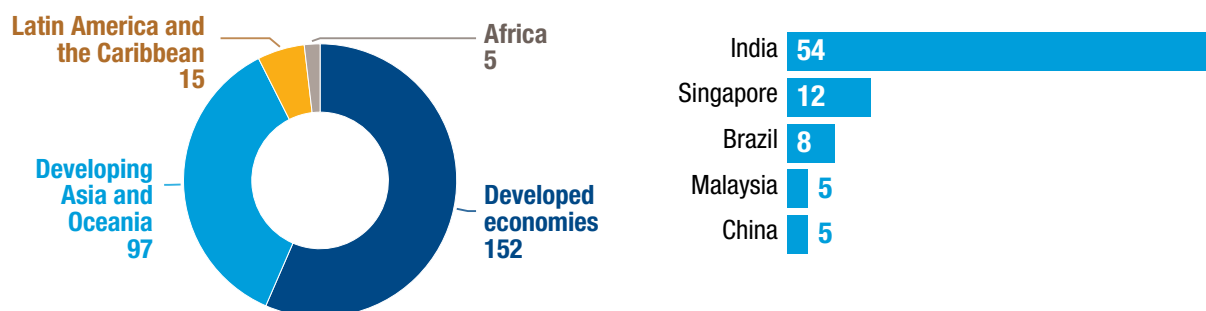 Latin America and
the Caribbean
15
Africa
5
Developing
Asia and
Oceania
97
Developed
economies
152
India
54
Singapore
12
Brazil
8
Malaysia
5
China
5